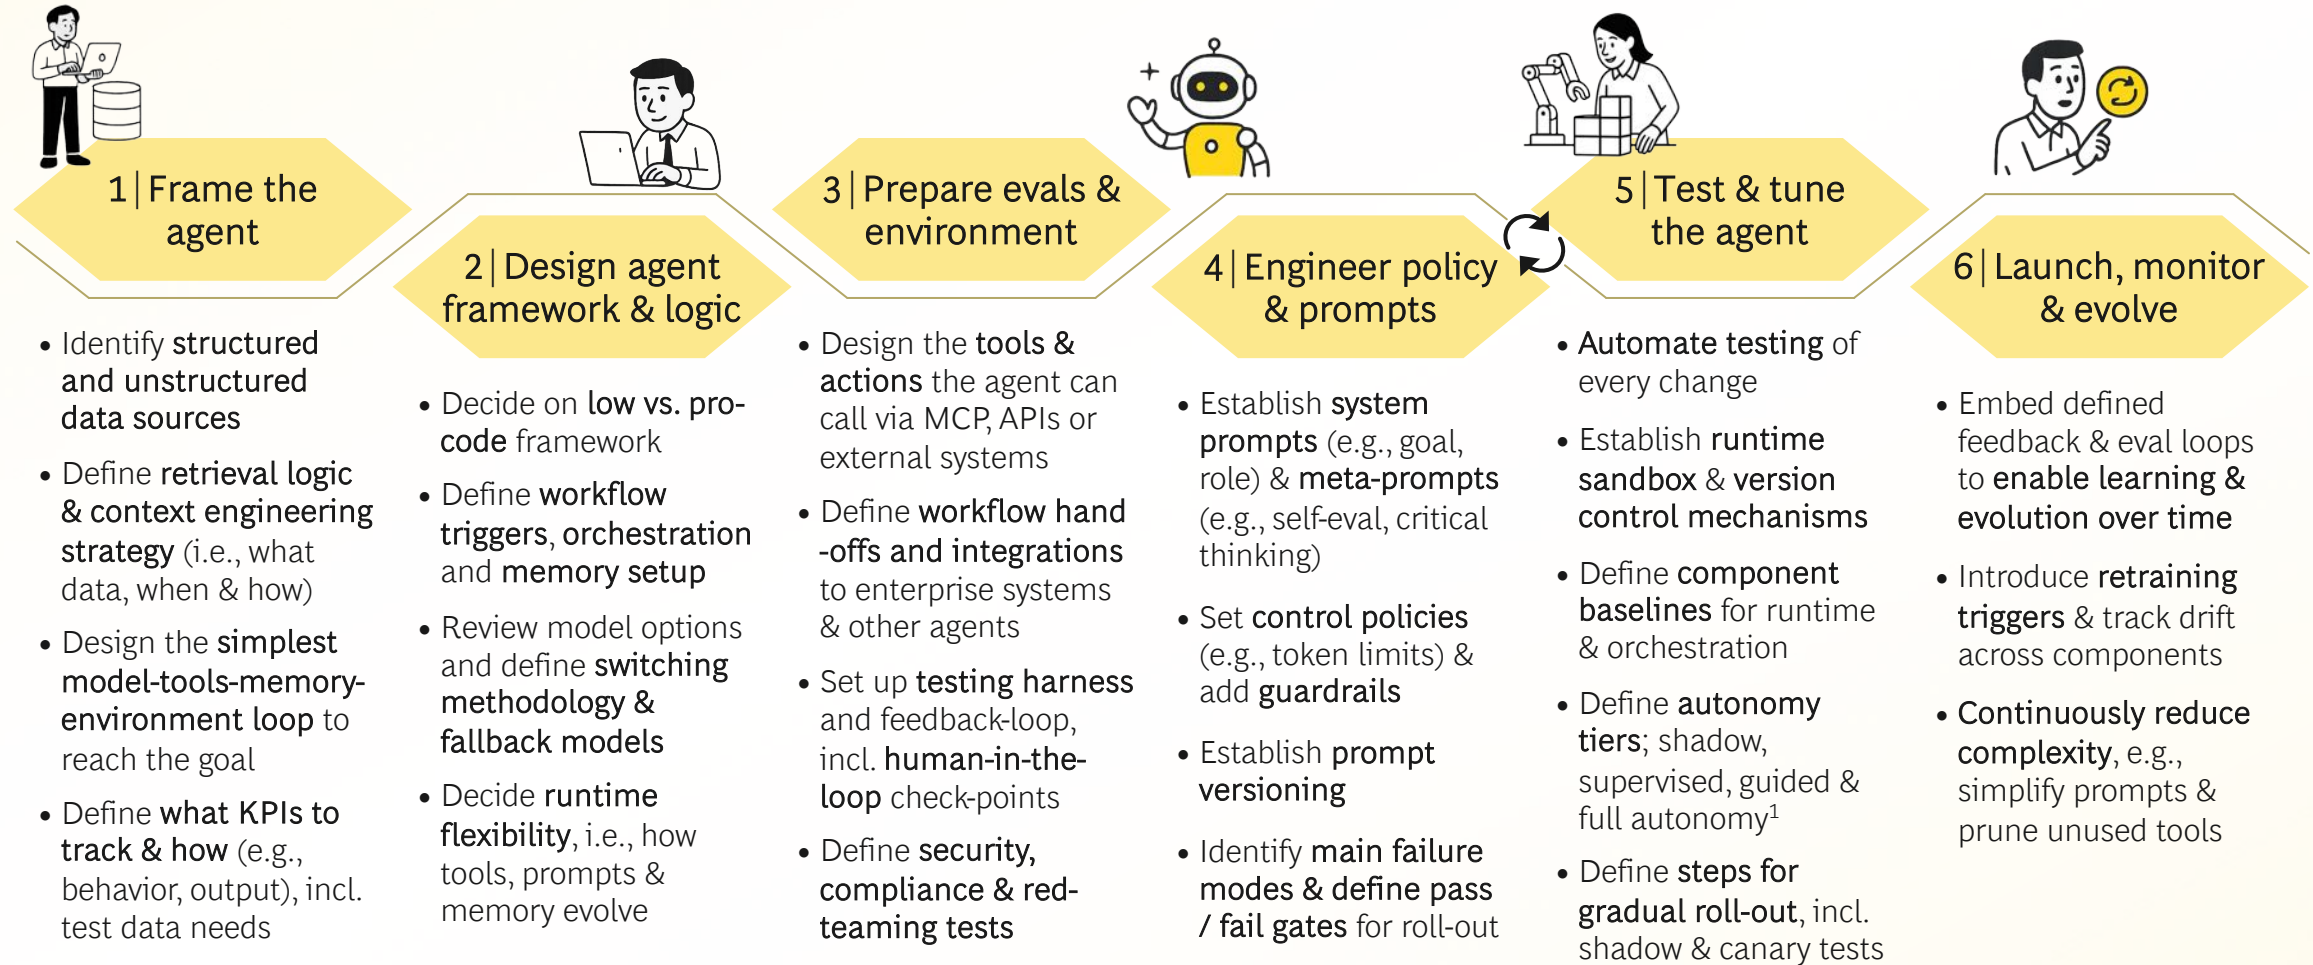 1|Frame the
agent
• Identify structured
and unstructured
data sources
• Define retrieval logic
& context engineering
strategy (i.e., what
data, when & how)
• Design the simplest
model-tools-memory-
environment loop to
reach the goal
• Define what KPIs to
track & how (e.g.,
behavior, output), incl.
test data needs
2|Design agent
framework & logic
• Decide on low vs. pro-
code framework
• Define workflow
triggers, orchestration
and memory setup
• Review model options
and define switching
methodology &
fallback models
• Decide runtime
flexibility, i.e., how
tools, prompts &
memory evolve
3|Prepare evals &
environment
• Design the tools &
actions the agent can
call via MCP, APIs or
external systems
• Define workflow hand
-offs and integrations
to enterprise systems
& other agents
• Set up testing harness
and feedback-loop,
incl. human-in-the-
loop check-points
• Define security,
compliance & red-
teaming tests
4|Engineer policy
& prompts
• Establish system
prompts (e.g., goal,
role) & meta-prompts
(e.g., self-eval, critical
thinking)
• Set control policies
(e.g., token limits) &
add guardrails
• Establish prompt
versioning
• Identify main failure
modes & define pass
/ fail gates for roll-out
5|Test & tune
the agent
• Automate testing of
every change
• Establish runtime
sandbox & version
control mechanisms
• Define component
baselines for runtime
& orchestration
• Define autonomy
tiers; shadow,
supervised, guided &
full autonomy¹
• Define steps for
gradual roll-out, incl.
shadow & canary tests
6|Launch, monitor
& evolve
• Embed defined
feedback & eval loops
to enable learning &
evolution over time
• Introduce retraining
triggers & track drift
across components
• Continuously reduce
complexity, e.g.,
simplify prompts &
prune unused tools